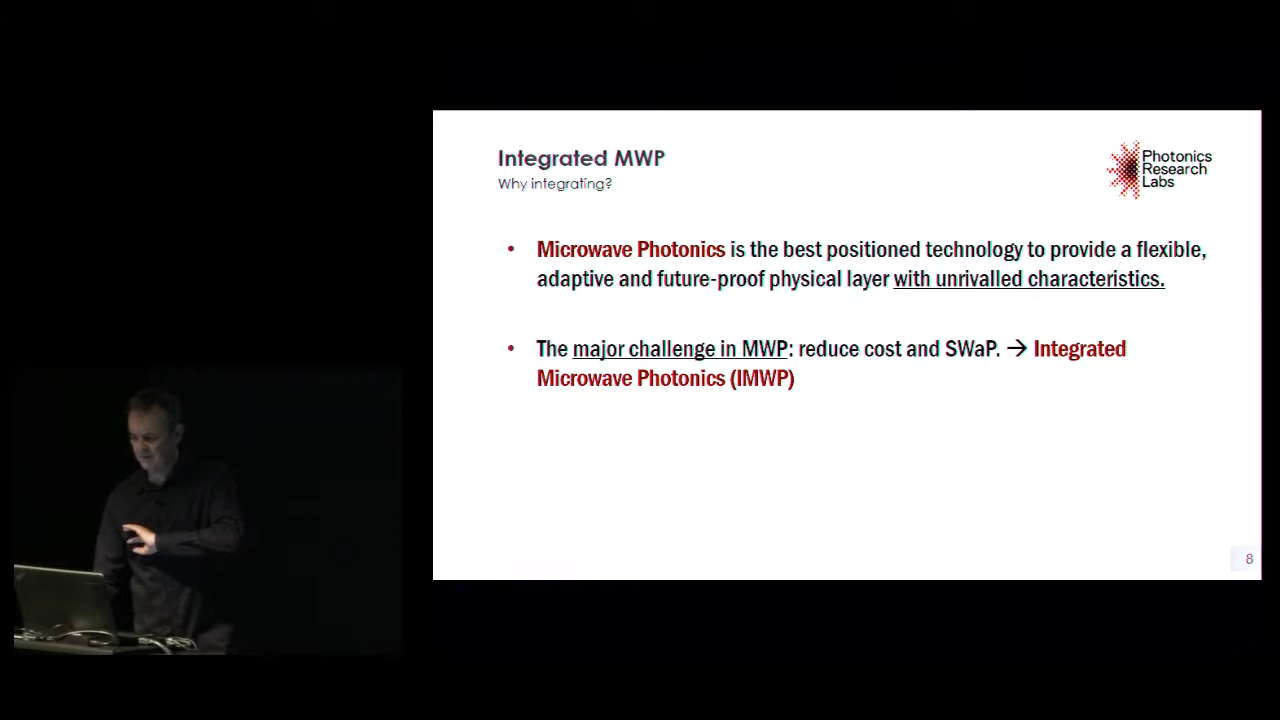 Integrated MWP
Why integrating?
Photonics
Research
Labs
• Microwave Photonics is the best positioned technology to provide a flexible,
adaptive and future-proof physical layer with unrivalled characteristics.
• The major challenge in MWP: reduce cost and SWaP. → Integrated
Microwave Photonics (IMWP)
8